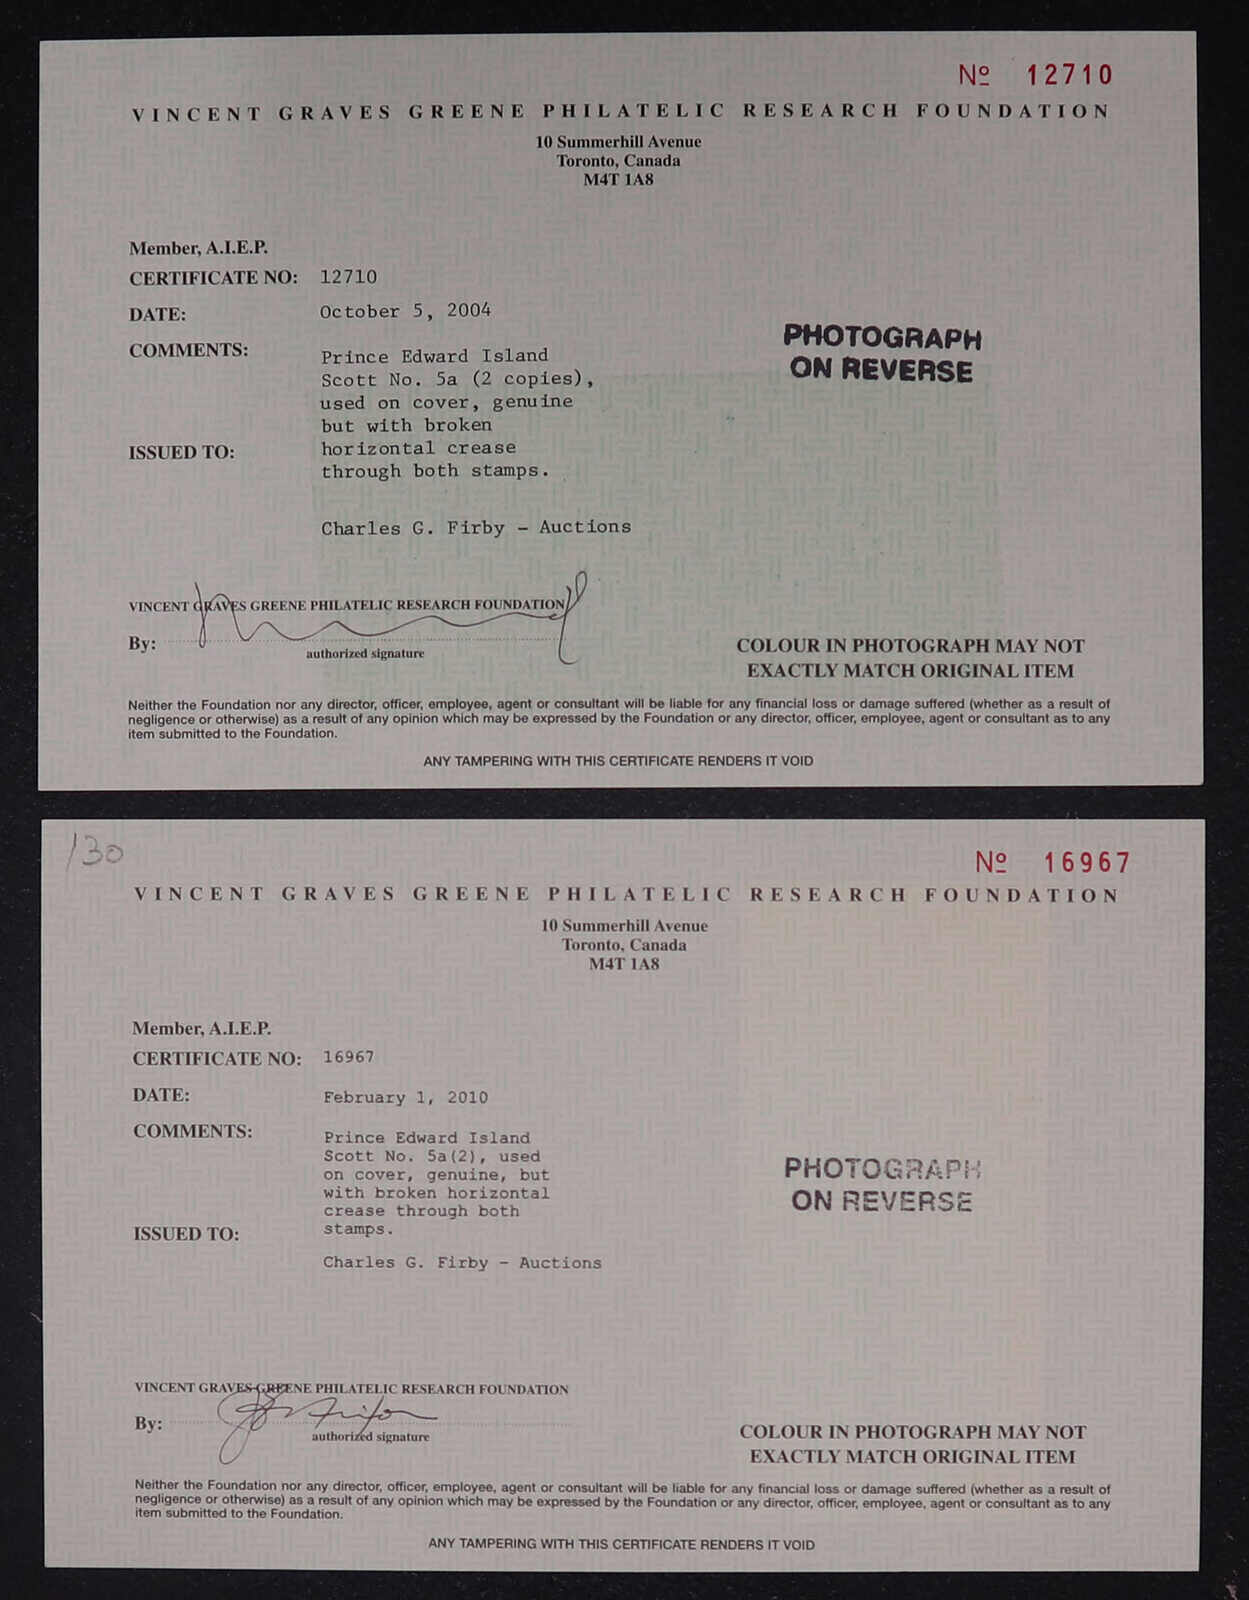 Nº 12710
VINCENT GRAVES GREENE PHILATELIC RESEARCH FOUNDATION
10 Summerhill Avenue
Toronto, Canada
M4T 1A8
Member, A.I.E.P.
CERTIFICATE NO: 12710
DATE: October 5, 2004
COMMENTS: Prince Edward Island
Scott No. 5a (2 copies),
used on cover, genuine
but with broken
horizontal crease
through both stamps.
PHOTOGRAPH
ON REVERSE
ISSUED TO:
Charles G. Firby - Auctions
VINCENT GRAVES GREENE PHILATELIC RESEARCH FOUNDATION
By:
authorized signature
COLOUR IN PHOTOGRAPH MAY NOT
EXACTLY MATCH ORIGINAL ITEM
Neither the Foundation nor any director, officer, employee, agent or consultant will be liable for any financial loss or damage suffered (whether as a result of
negligence or otherwise) as a result of any opinion which may be expressed by the Foundation or any director, officer, employee, agent or consultant as to any
item submitted to the Foundation.
ANY TAMPERING WITH THIS CERTIFICATE RENDERS IT VOID
130
Nº 16967
VINCENT GRAVES GREENE PHILATELIC RESEARCH FOUNDATION
10 Summerhill Avenue
Toronto, Canada
M4T 1A8
Member, A.I.E.P.
CERTIFICATE NO: 16967
DATE: February 1, 2010
COMMENTS: Prince Edward Island
Scott No. 5a(2), used
on cover, genuine, but
with broken horizontal
crease through both
stamps.
PHOTOGRAPH
ON REVERSE
ISSUED TO:
Charles G. Firby - Auctions
VINCENT GRAVES GREENE PHILATELIC RESEARCH FOUNDATION
By:
authorized signature
COLOUR IN PHOTOGRAPH MAY NOT
EXACTLY MATCH ORIGINAL ITEM
Neither the Foundation nor any director, officer, employee, agent or consultant will be liable for any financial loss or damage suffered (whether as a result of
negligence or otherwise) as a result of any opinion which may be expressed by the Foundation or any director, officer, employee, agent or consultant as to any
item submitted to the Foundation.
ANY TAMPERING WITH THIS CERTIFICATE RENDERS IT VOID